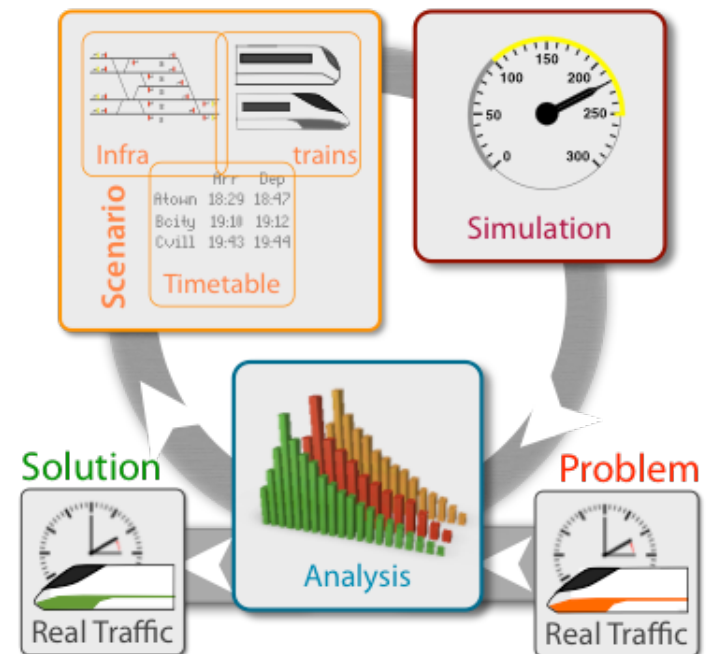 Infra
trains
Arr Dep
Atown 18:29 18:47
Bcity 19:10 19:12
Cvill 19:43 19:44
Timetable
Scenario
0
50
100
150
200
250
300
Simulation
Analysis
Solution
Real Traffic
Problem
Real Traffic